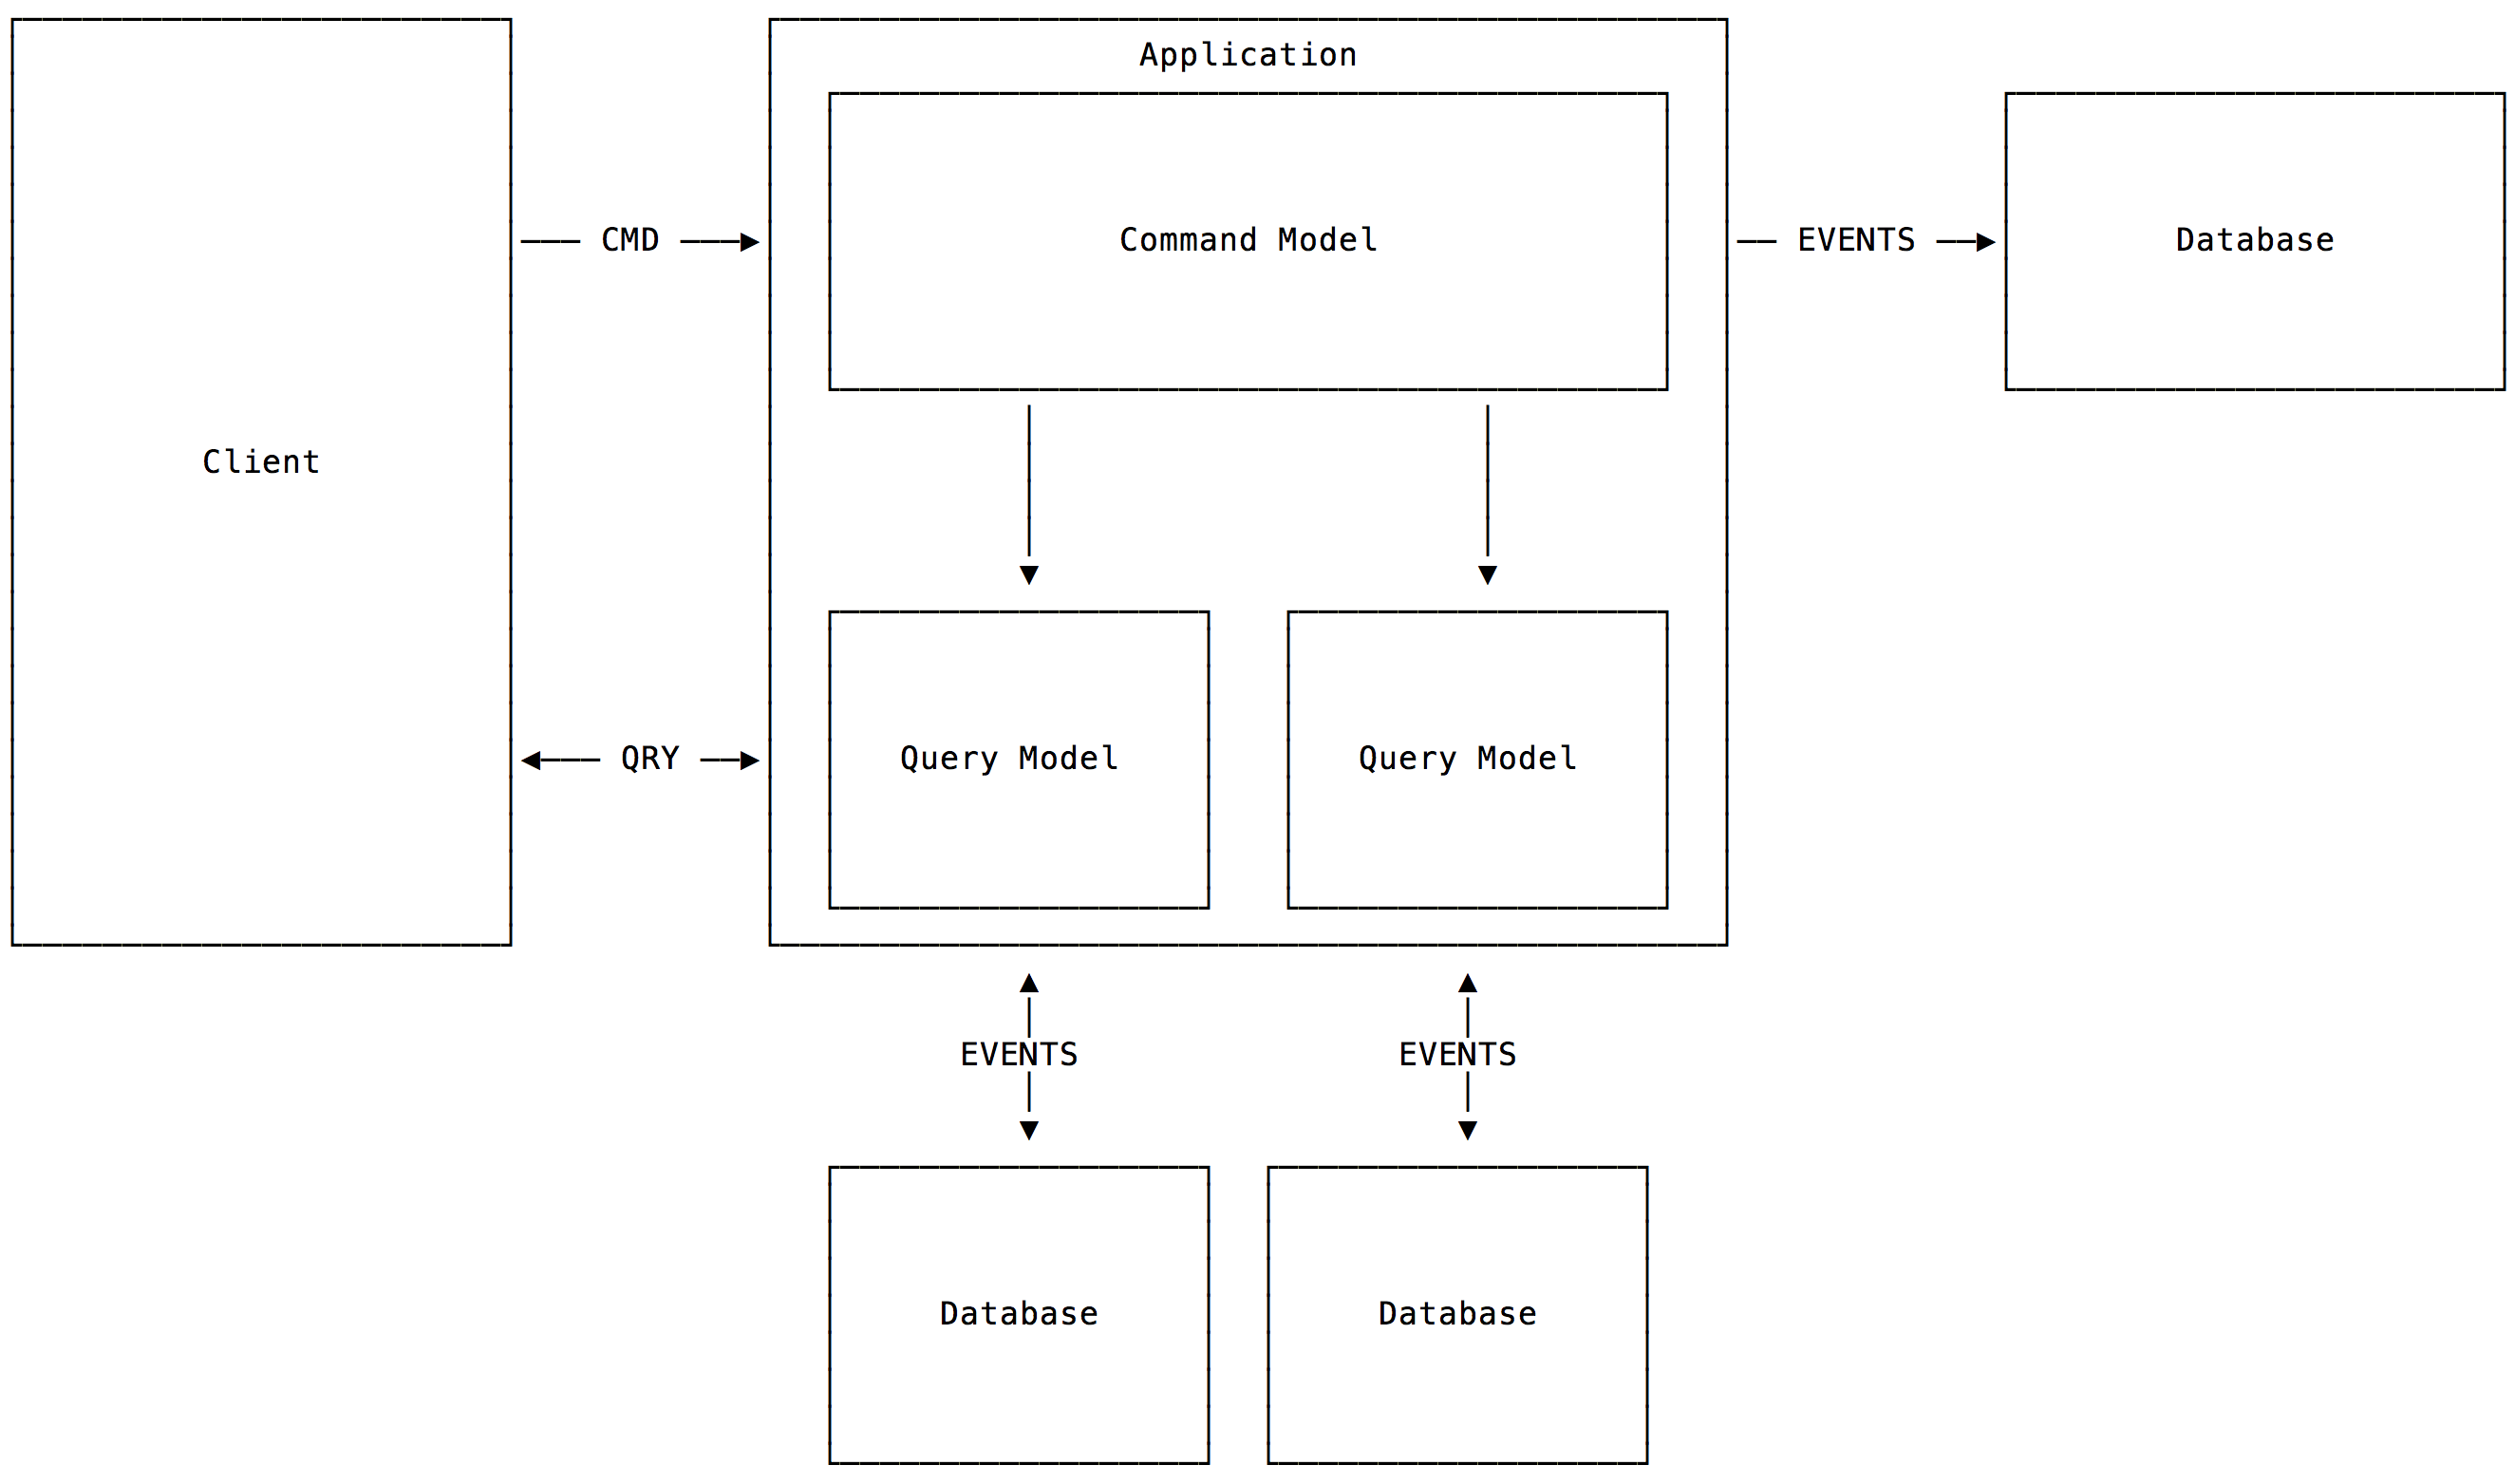 Application
CMD
Command Model
EVENTS
Database
Client
QRY
Query Model
Query Model
EVENTS
EVENTS
Database
Database